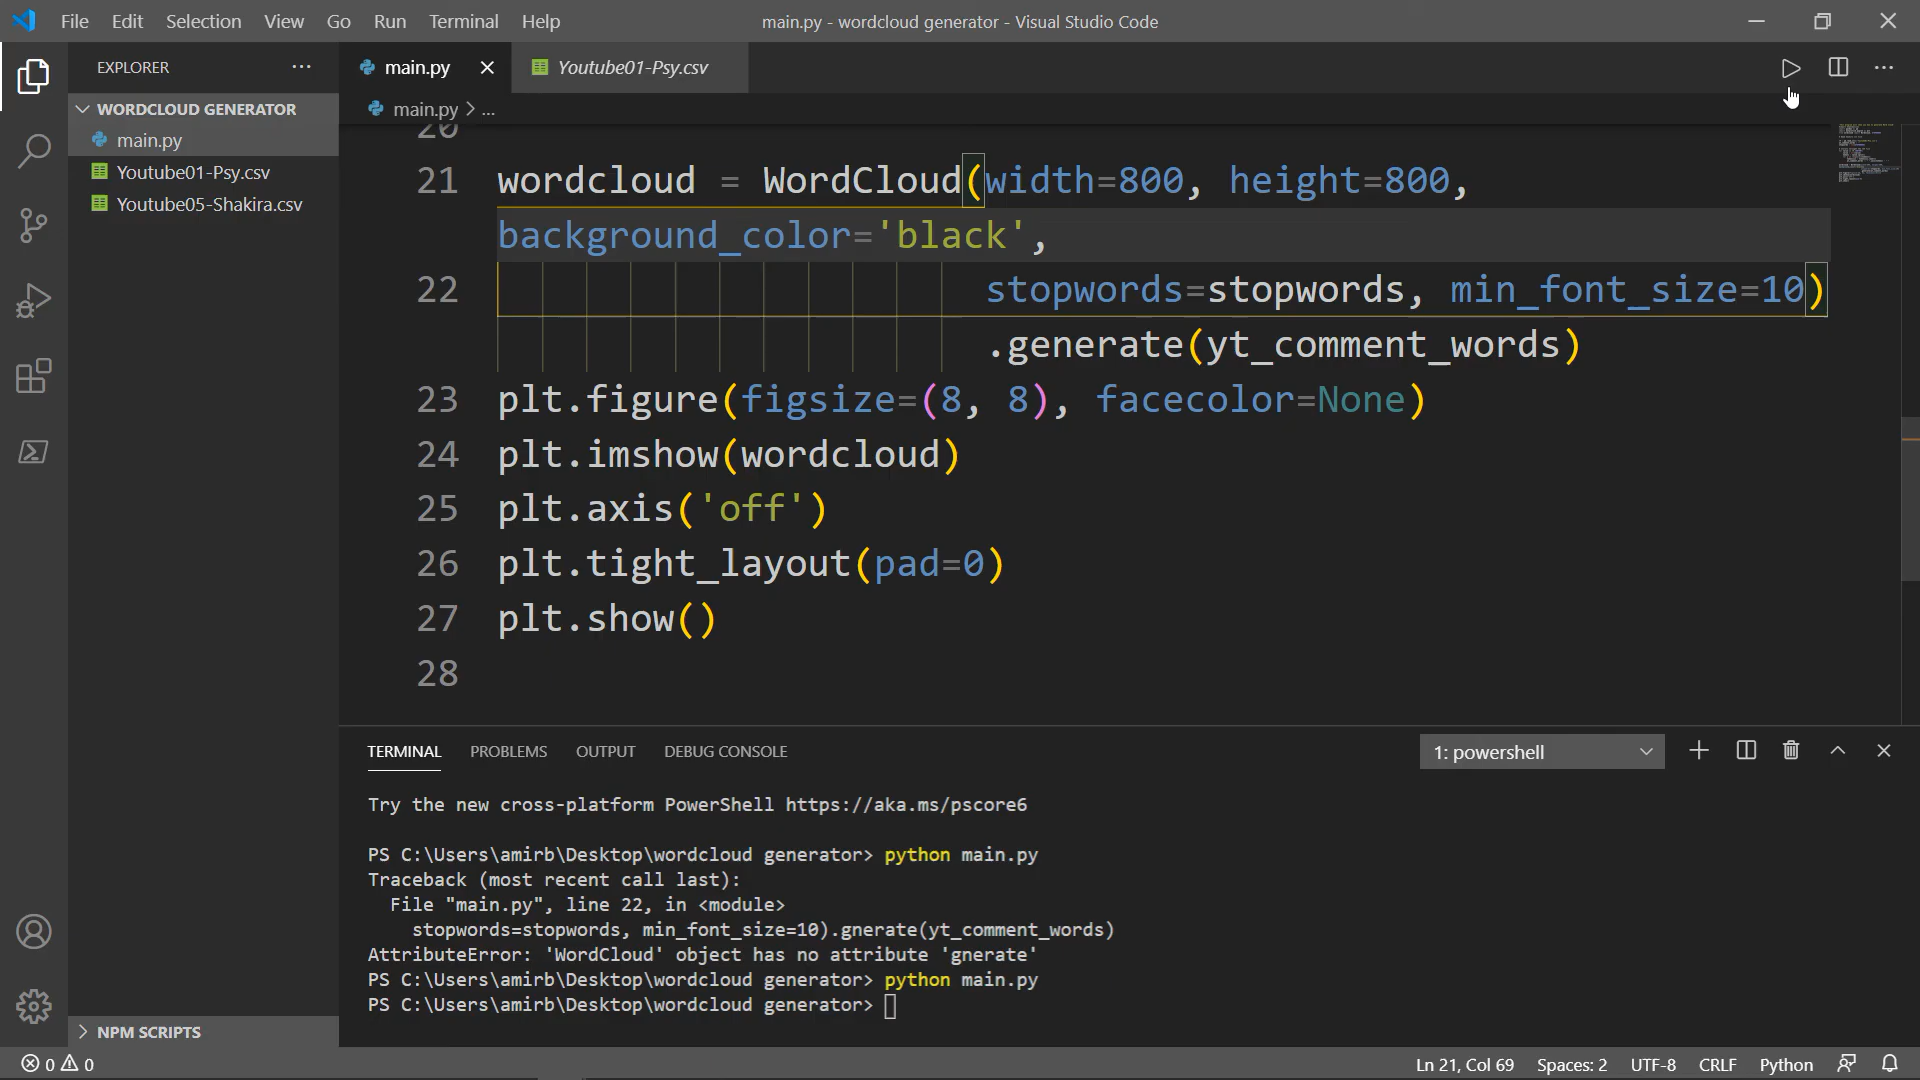 File Edit Selection View Go Run Terminal Help
main.py - wordcloud generator - Visual Studio Code
EXPLORER
WORDCLOUD GENERATOR
main.py
Youtube01-Psy.csv
Youtube05-Shakira.csv
NPM SCRIPTS
main.py
Youtube01-Psy.csv
main.py > ...
20
21 wordcloud = WordCloud(width=800, height=800,
background_color='black',
22 stopwords=stopwords, min_font_size=10)
.generate(yt_comment_words)
23 plt.figure(figsize=(8, 8), facecolor=None)
24 plt.imshow(wordcloud)
25 plt.axis('off')
26 plt.tight_layout(pad=0)
27 plt.show()
28
TERMINAL PROBLEMS OUTPUT DEBUG CONSOLE
1: powershell
Try the new cross-platform PowerShell https://aka.ms/pscore6
PS C:\Users\amirb\Desktop\wordcloud generator> python main.py
Traceback (most recent call last):
File "main.py", line 22, in <module>
stopwords=stopwords, min_font_size=10).gnerate(yt_comment_words)
AttributeError: 'WordCloud' object has no attribute 'gnerate'
PS C:\Users\amirb\Desktop\wordcloud generator> python main.py
PS C:\Users\amirb\Desktop\wordcloud generator>
0 0
Ln 21, Col 69 Spaces: 2 UTF-8 CRLF Python